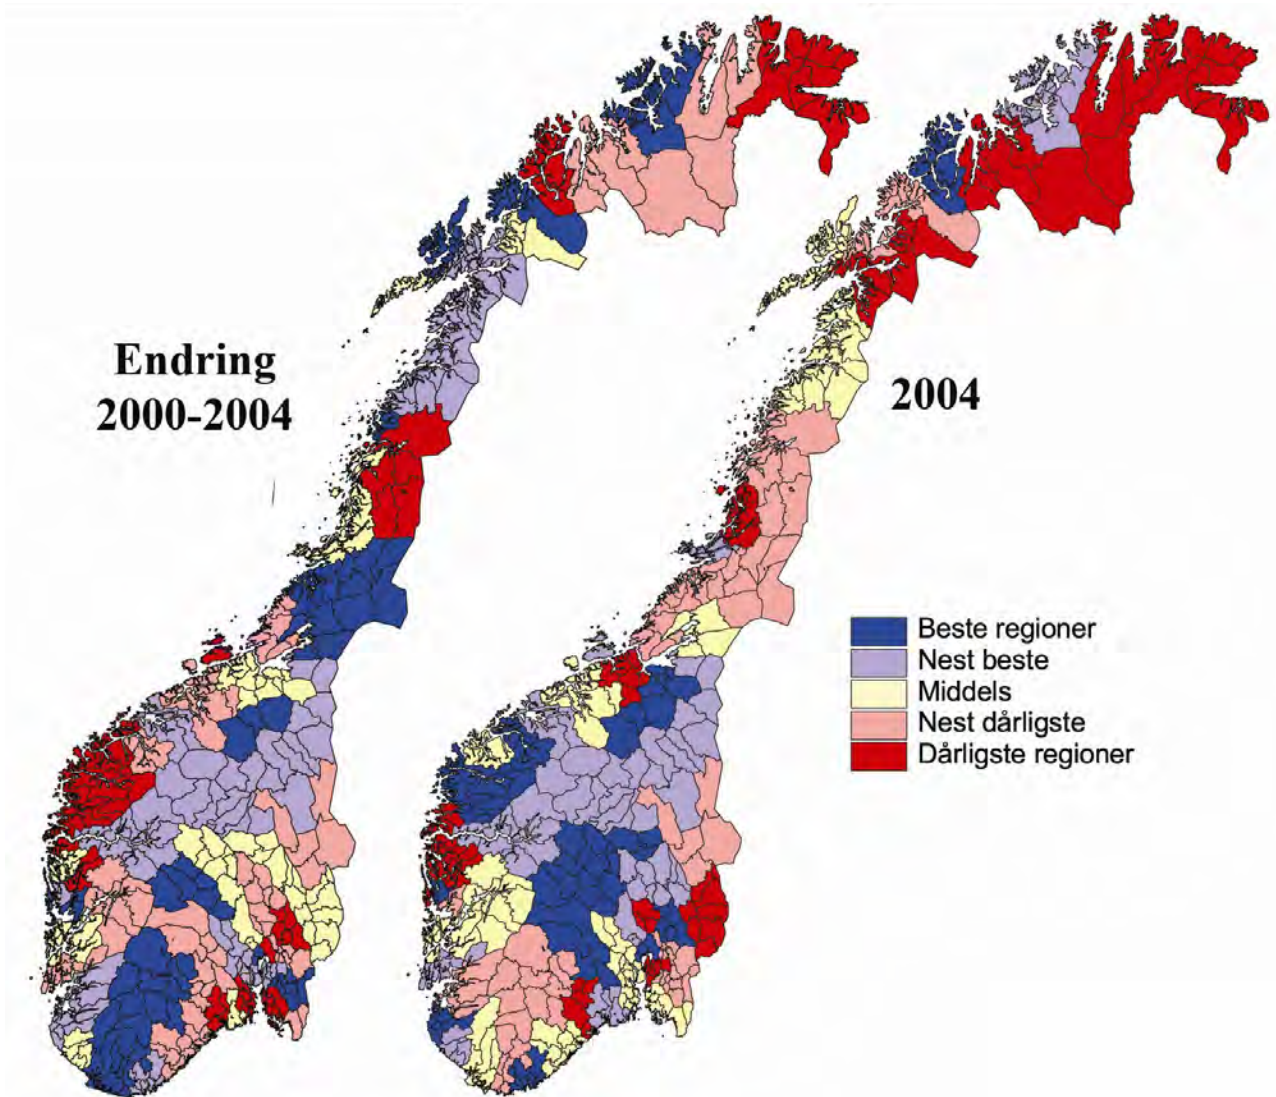 Endring
2000-2004
2004
Beste regioner
Nest beste
Middels
Nest dårligste
Dårligste regioner